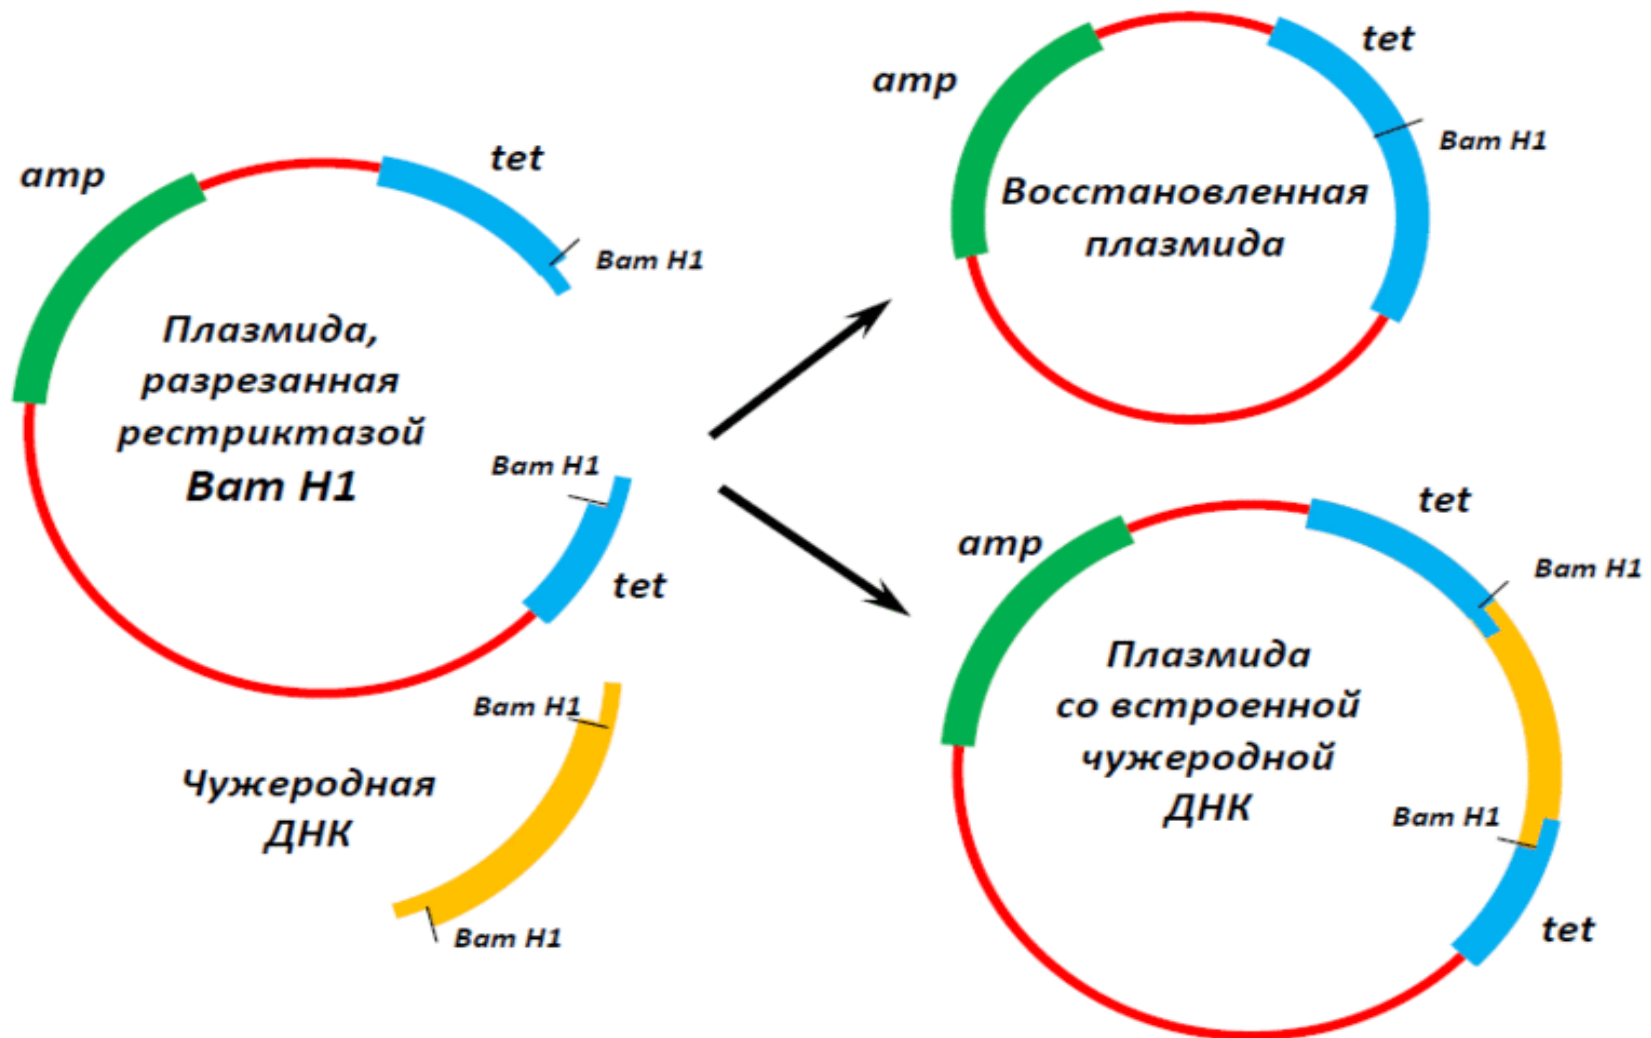 amp
tet
Bam H1
Плазмида,
разрезанная
рестриктазой
Bam H1
Bam H1
tet
Bam H1
Чужеродная
ДНК
Bam H1
amp
tet
Bam H1
Восстановленная
плазмида
amp
tet
Bam H1
Плазмида
со встроенной
чужеродной
ДНК
Bam H1
tet